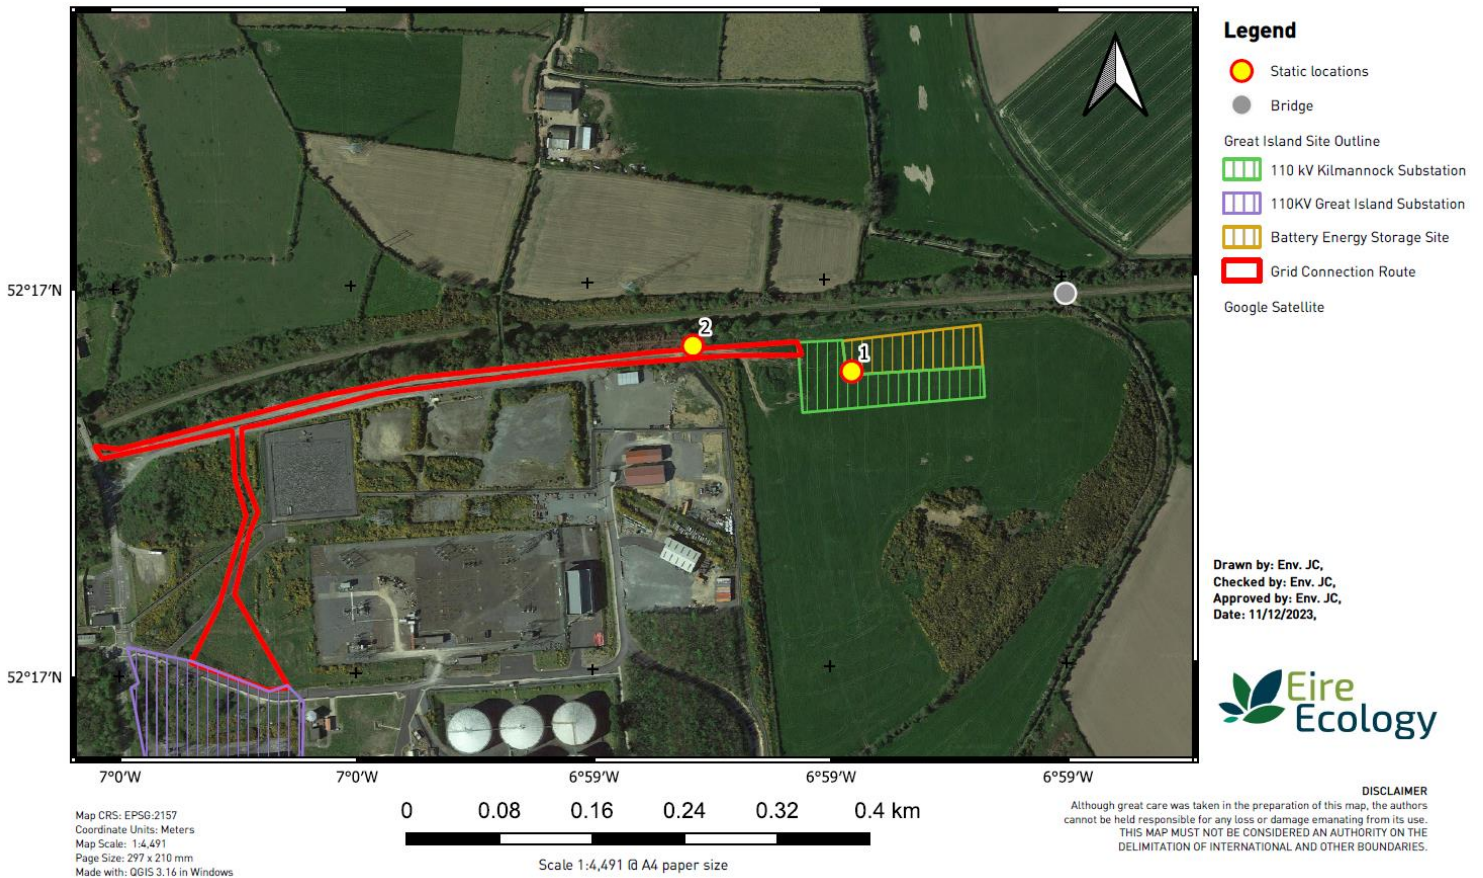 Legend
Static locations
Bridge
Great Island Site Outline
110 kV Kilmannock Substation
110KV Great Island Substation
Battery Energy Storage Site
Grid Connection Route
Google Satellite
52°17'N
2
1
52°17'N
7°0'W
7°0'W
6°59'W
6°59'W
6°59'W
Drawn by: Env. JC,
Checked by: Env. JC,
Approved by: Env. JC,
Date: 11/12/2023,
Eire
Ecology
Map CRS: EPSG:2157
Coordinate Units: Meters
Map Scale: 1:4,491
Page Size: 297 x 210 mm
Made with: QGIS 3.16 in Windows
0 0.08 0.16 0.24 0.32 0.4 km
Scale 1:4,491 @ A4 paper size
DISCLAIMER
Although great care was taken in the preparation of this map, the authors
cannot be held responsible for any loss or damage emanating from its use.
THIS MAP MUST NOT BE CONSIDERED AN AUTHORITY ON THE
DELIMITATION OF INTERNATIONAL AND OTHER BOUNDARIES.